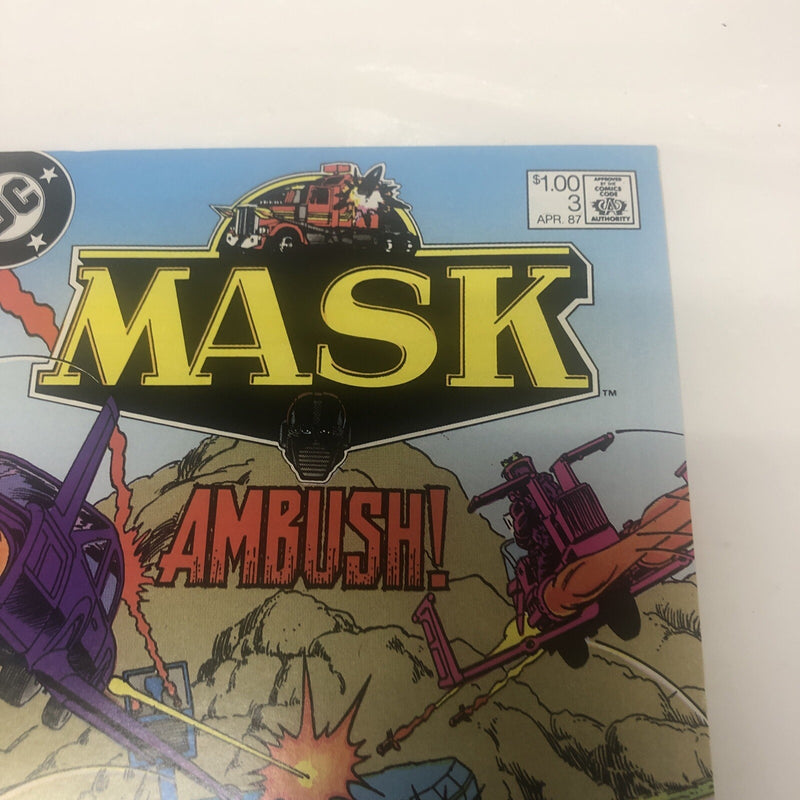 DC
$1.00
3
APR. 87
APPROVED
BY THE
COMICS
CODE
AUTHORITY
MASK
TM
AMBUSH!